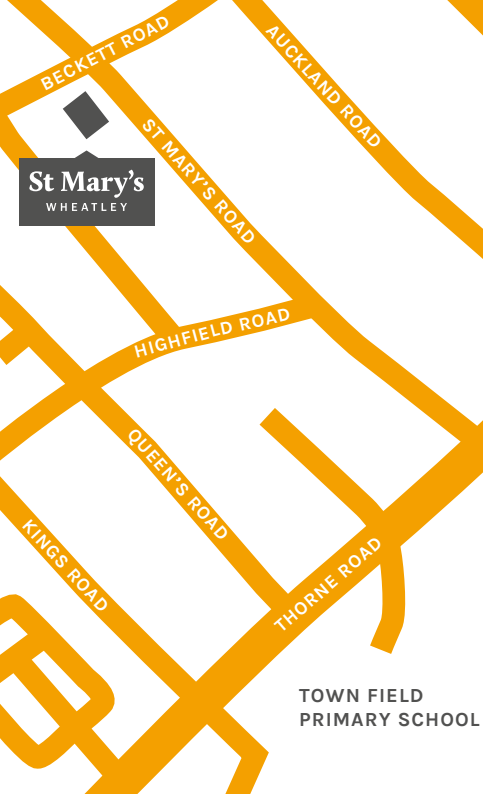 BECKETT ROAD
AUCKLAND ROAD
ST MARY'S ROAD
St Mary's
WHEATLEY
HIGHFIELD ROAD
QUEEN'S ROAD
KINGS ROAD
THORNE ROAD
TOWN FIELD
PRIMARY SCHOOL